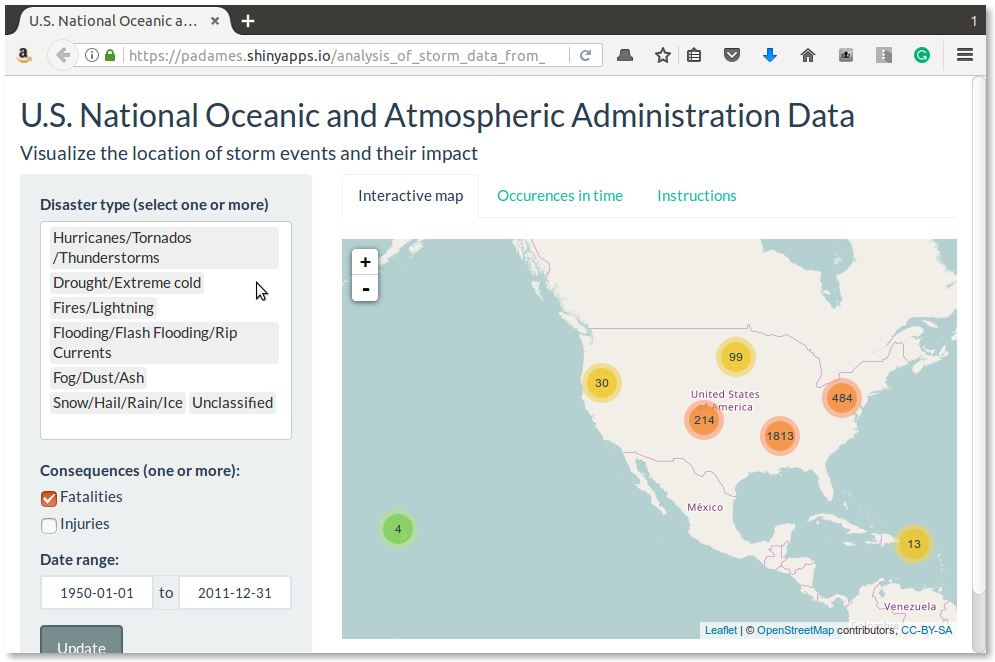 U.S. National Oceanic a...
1
https://padames.shinyapps.io/analysis_of_storm_data_from_
U.S. National Oceanic and Atmospheric Administration Data
Visualize the location of storm events and their impact
Disaster type (select one or more)
Hurricanes/Tornados
/Thunderstorms
Drought/Extreme cold
Fires/Lightning
Flooding/Flash Flooding/Rip
Currents
Fog/Dust/Ash
Snow/Hail/Rain/Ice Unclassified
Consequences (one or more):
Fatalities
Injuries
Date range:
1950-01-01 to 2011-12-31
Update
Interactive map Occurences in time Instructions
+
-
99
30
United States
of America
484
214
1813
México
4
13
Venezuela
Colombia
Leaflet | © OpenStreetMap contributors, CC-BY-SA